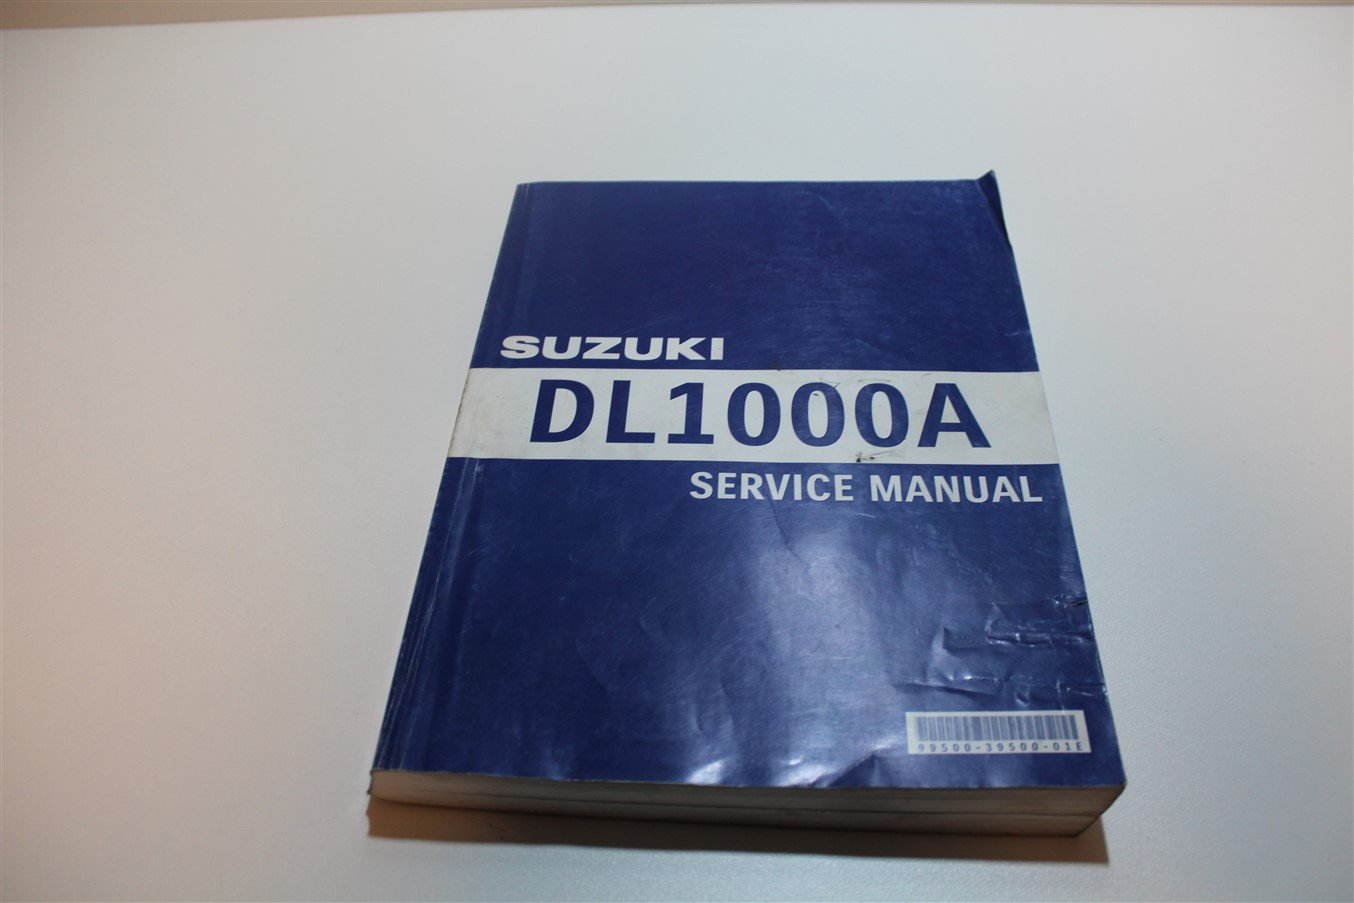 SUZUKI
DL1000A
SERVICE MANUAL
99500-39500-01E